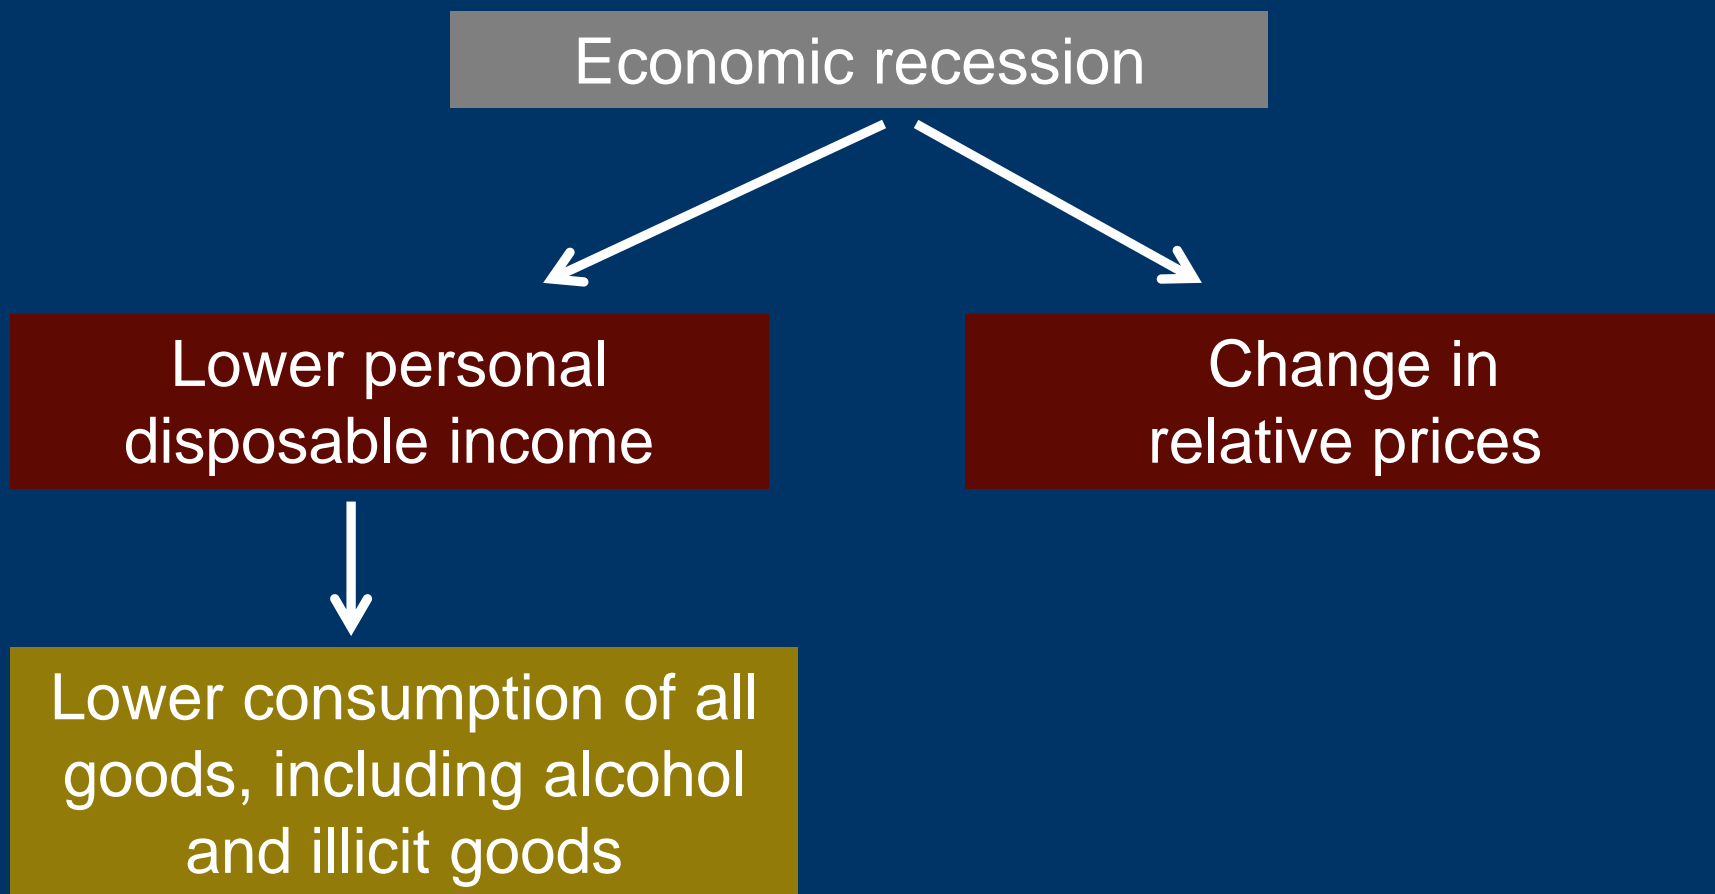 Economic recession
Lower personal
disposable income
Change in
relative prices
Lower consumption of all
goods, including alcohol
and illicit goods